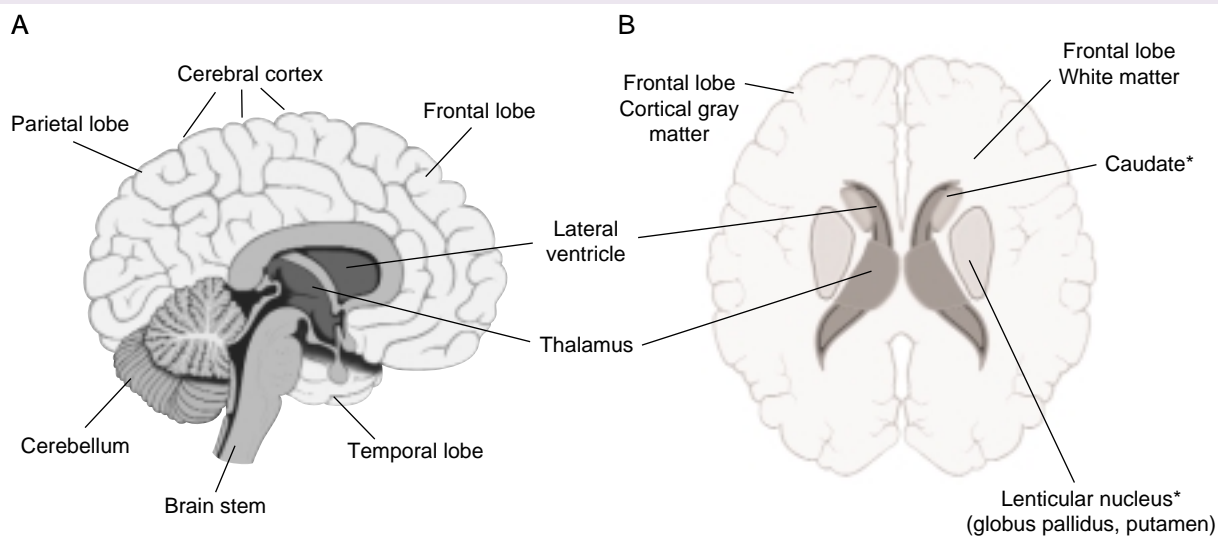 A
B
Cerebral cortex
Parietal lobe
Frontal lobe
Frontal lobe
Cortical gray
matter
Frontal lobe
White matter
Caudate*
Lateral
ventricle
Thalamus
Cerebellum
Temporal lobe
Brain stem
Lenticular nucleus*
(globus pallidus, putamen)